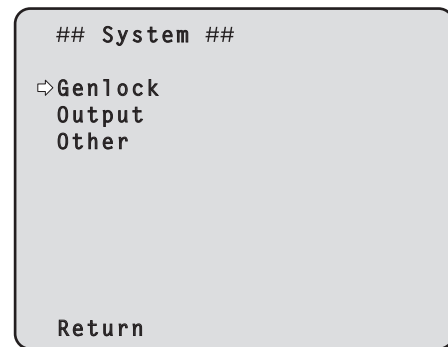 ## System ##
⇨Genlock
Output
Other
Return